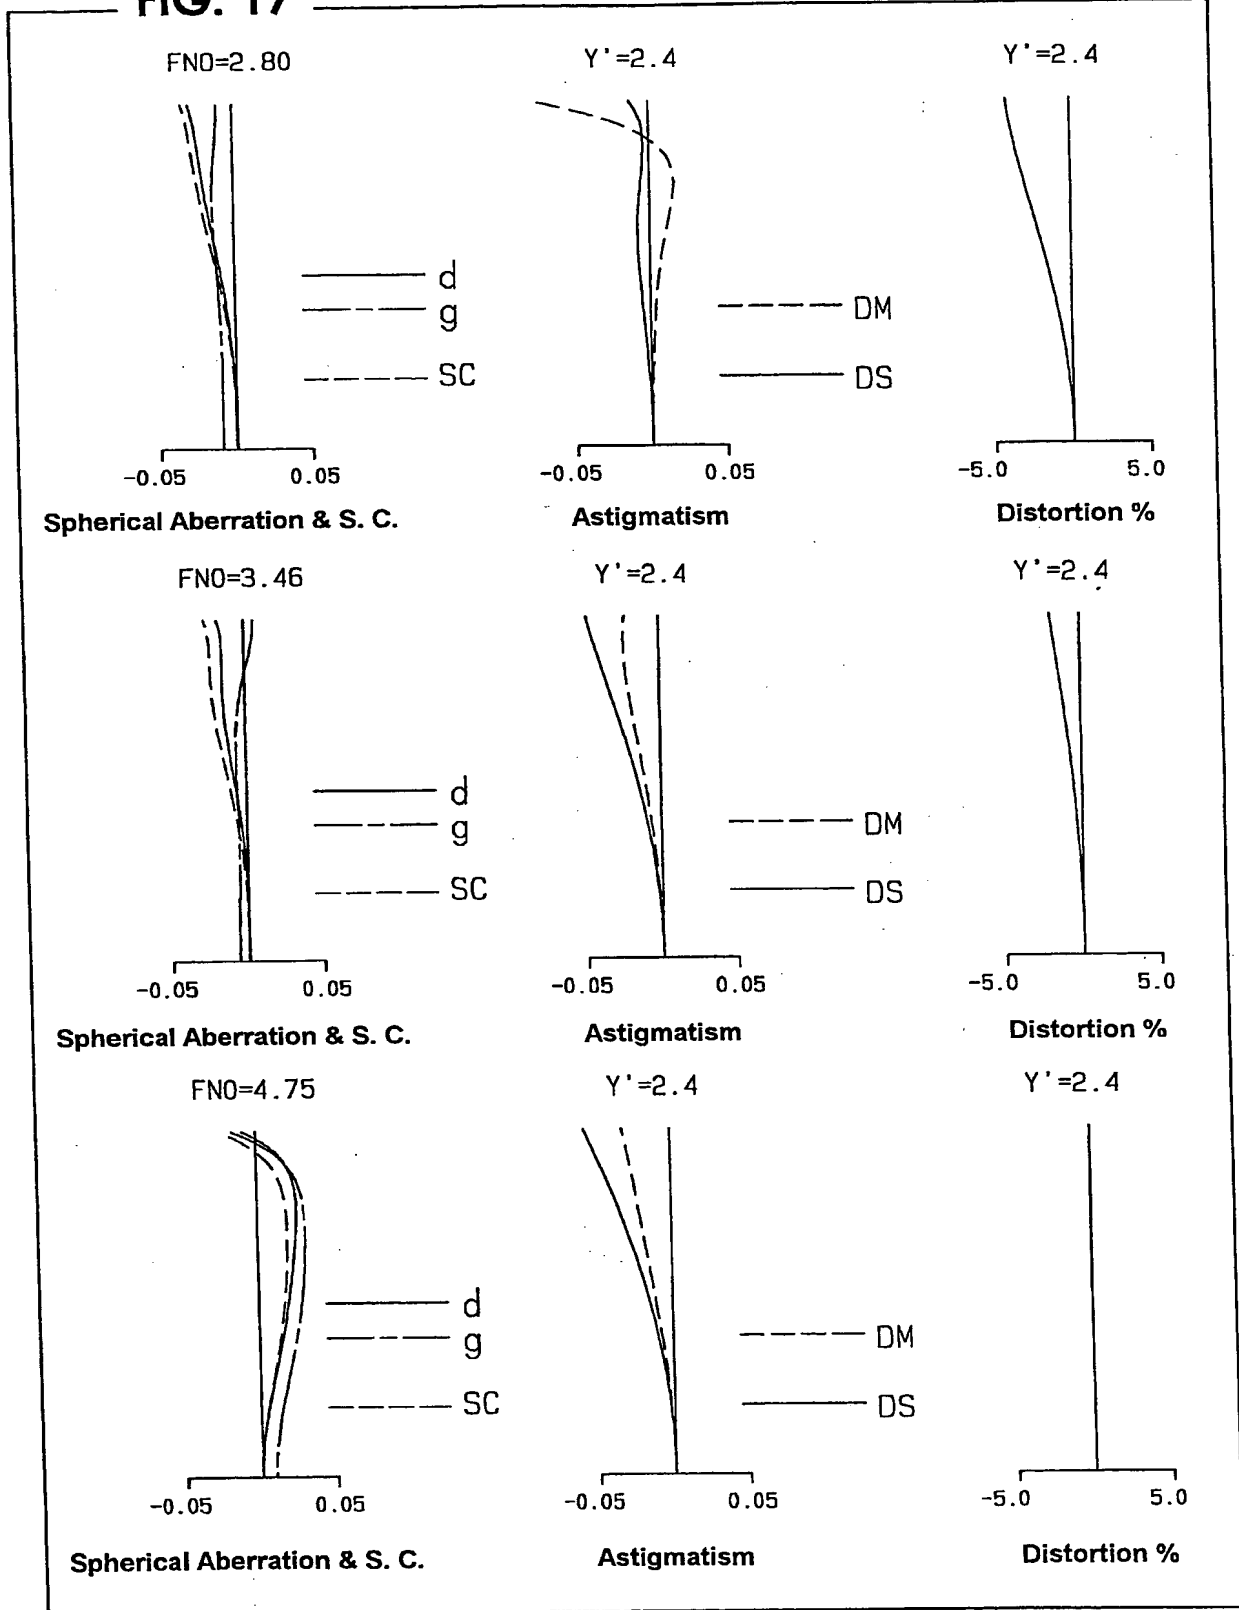 FIG. 17
FNO=2.80
Y'=2.4
Y'=2.4
d
g
SC
DM
DS
-0.05 0.05
-0.05 0.05
-5.0 5.0
Spherical Aberration & S. C.
Astigmatism
Distortion %
FNO=3.46
Y'=2.4
Y'=2.4
d
g
SC
DM
DS
-0.05 0.05
-0.05 0.05
-5.0 5.0
Spherical Aberration & S. C.
Astigmatism
Distortion %
FNO=4.75
Y'=2.4
Y'=2.4
d
g
SC
DM
DS
-0.05 0.05
-0.05 0.05
-5.0 5.0
Spherical Aberration & S. C.
Astigmatism
Distortion %